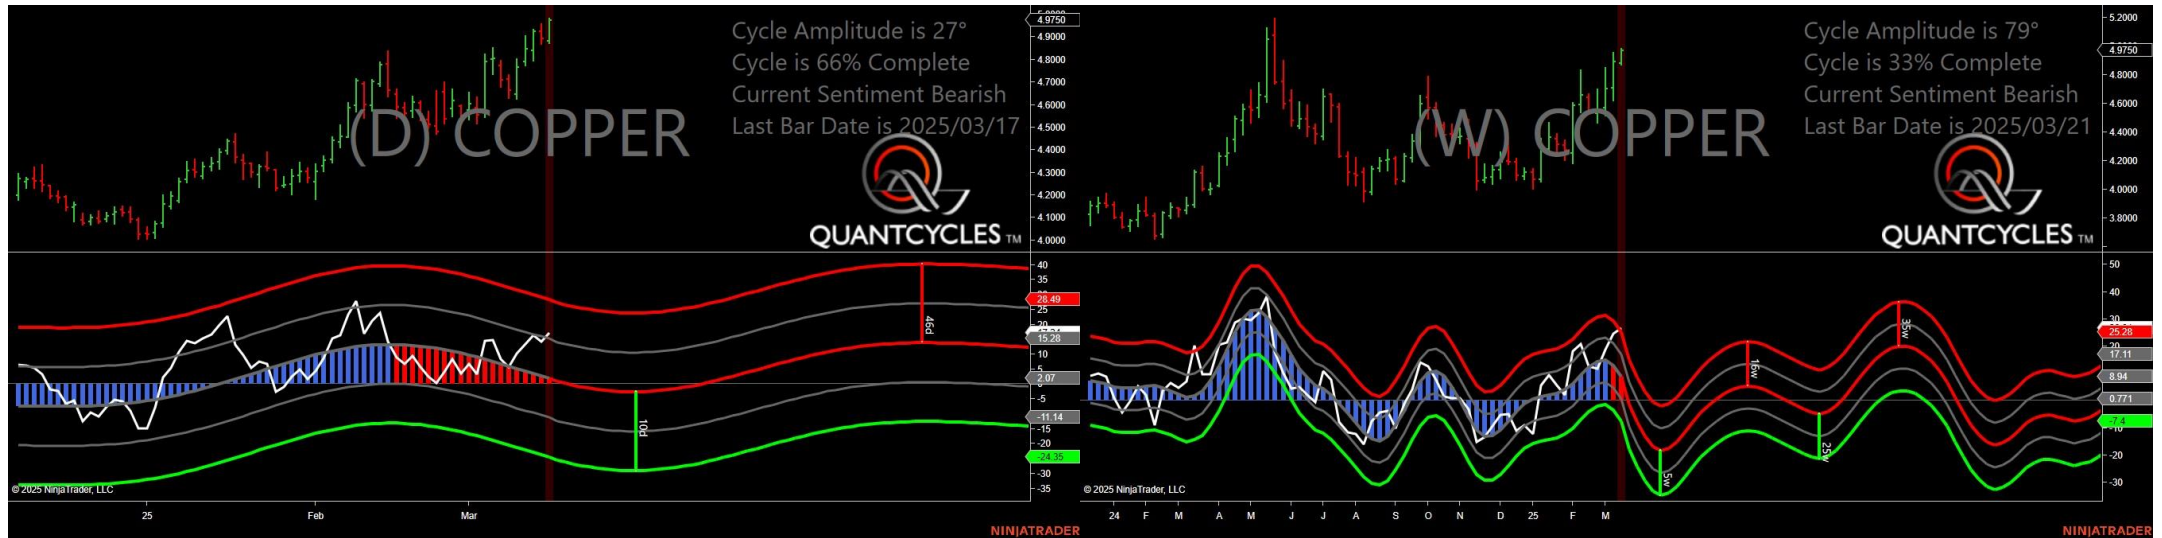 Cycle Amplitude is 27°
Cycle is 66% Complete
Current Sentiment Bearish
Last Bar Date is 2025/03/17
(D) COPPER
QUANTCYCLES TM
4.9750
4.9000
4.8000
4.7000
4.6000
4.5000
4.4000
4.3000
4.2000
4.1000
4.0000
40
35
28.49
25
20
15.28
10
2.07
-5
-11.14
-15
-20
-24.35
-30
-35
46d
10d
© 2025 NinjaTrader, LLC
25
Feb
Mar
NINJATRADER
Cycle Amplitude is 79°
Cycle is 33% Complete
Current Sentiment Bearish
Last Bar Date is 2025/03/21
(W) COPPER
QUANTCYCLES TM
5.2000
4.9750
4.8000
4.6000
4.4000
4.2000
4.0000
3.8000
50
40
30
25.28
17.11
8.94
0.771
-7.4
-10
-20
-30
16w
35w
5w
25w
© 2025 NinjaTrader, LLC
24 F M A M J J A S O N D 25 F M
NINJATRADER